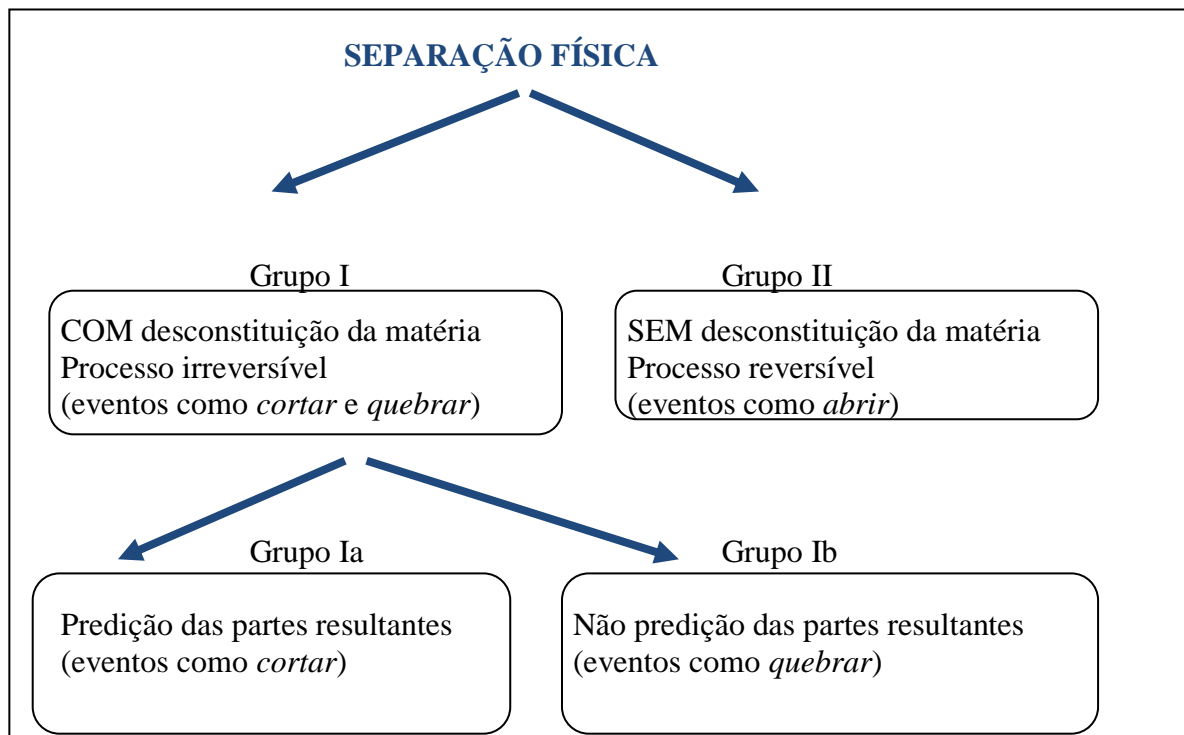 SEPARAÇÃO FÍSICA
Grupo I
COM desconstituição da matéria
Processo irreversível
(eventos como cortar e quebrar)
Grupo II
SEM desconstituição da matéria
Processo reversível
(eventos como abrir)
Grupo Ia
Predição das partes resultantes
(eventos como cortar)
Grupo Ib
Não predição das partes resultantes
(eventos como quebrar)